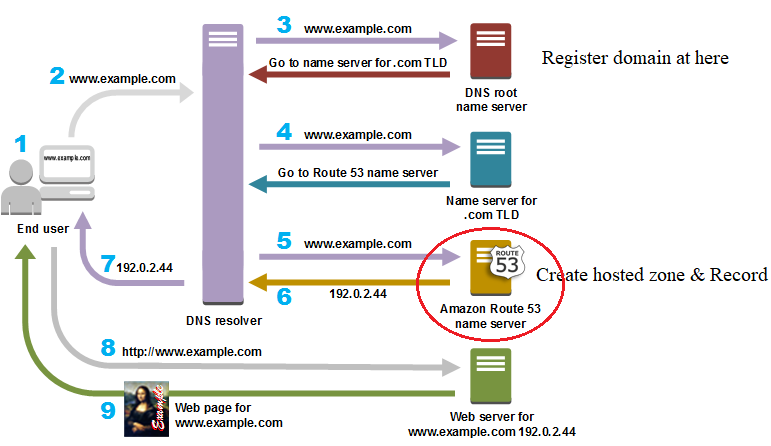 3 www.example.com
Go to name server for .com TLD
Register domain at here
DNS root
name server
2 www.example.com
1
www.example.com
End user
4 www.example.com
Go to Route 53 name server
Name server for
.com TLD
5 www.example.com
6 192.0.2.44
ROUTE
53
Create hosted zone & Record
Amazon Route 53
name server
7 192.0.2.44
DNS resolver
8 http://www.example.com
9
Example
Web page for
www.example.com
Web server for
www.example.com 192.0.2.44